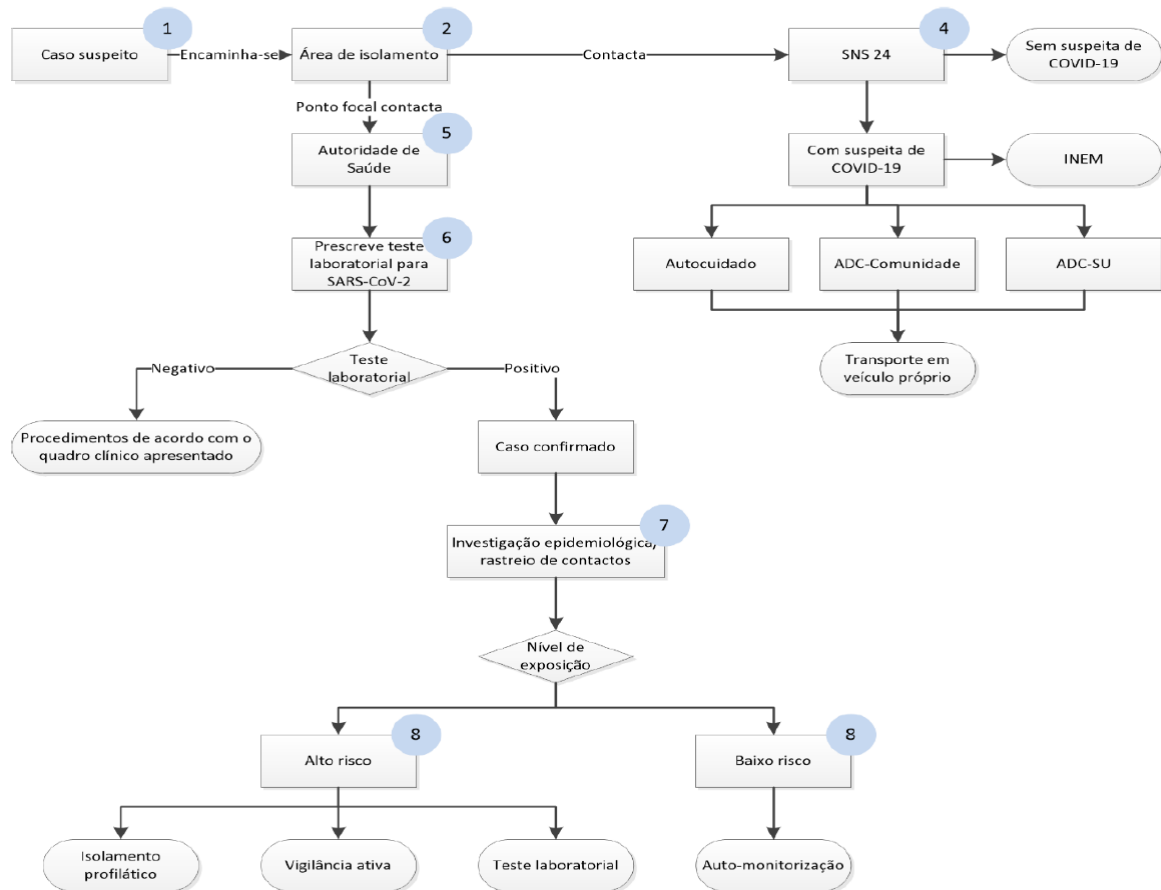 1
Caso suspeito
Encaminha-se
2
Área de isolamento
Contacta
4
SNS 24
Sem suspeita de
COVID-19
Ponto focal contacta
5
Autoridade de
Saúde
Com suspeita de
COVID-19
INEM
6
Prescreve teste
laboratorial para
SARS-CoV-2
Autocuidado
ADC-Comunidade
ADC-SU
Negativo
Teste
laboratorial
Positivo
Transporte em
veículo próprio
Procedimentos de acordo com o
quadro clínico apresentado
Caso confirmado
7
Investigação epidemiológica/
rastreio de contactos
Nível de
exposição
8
Alto risco
8
Baixo risco
Isolamento
profilático
Vigilância ativa
Teste laboratorial
Auto-monitorização